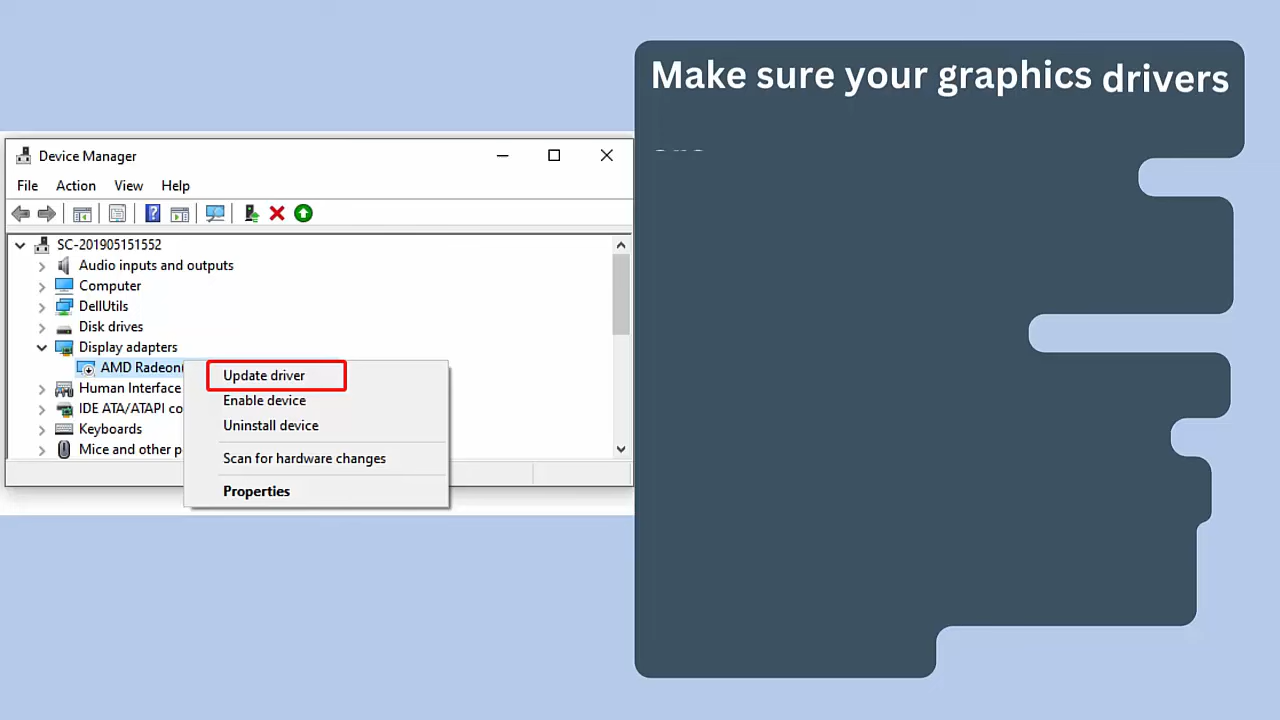 Make sure your graphics drivers
Device Manager
File Action View Help
SC-201905151552
Audio inputs and outputs
Computer
DellUtils
Disk drives
Display adapters
AMD Radeon
Human Interface
IDE ATA/ATAPI co
Keyboards
Mice and other p
Update driver
Enable device
Uninstall device
Scan for hardware changes
Properties